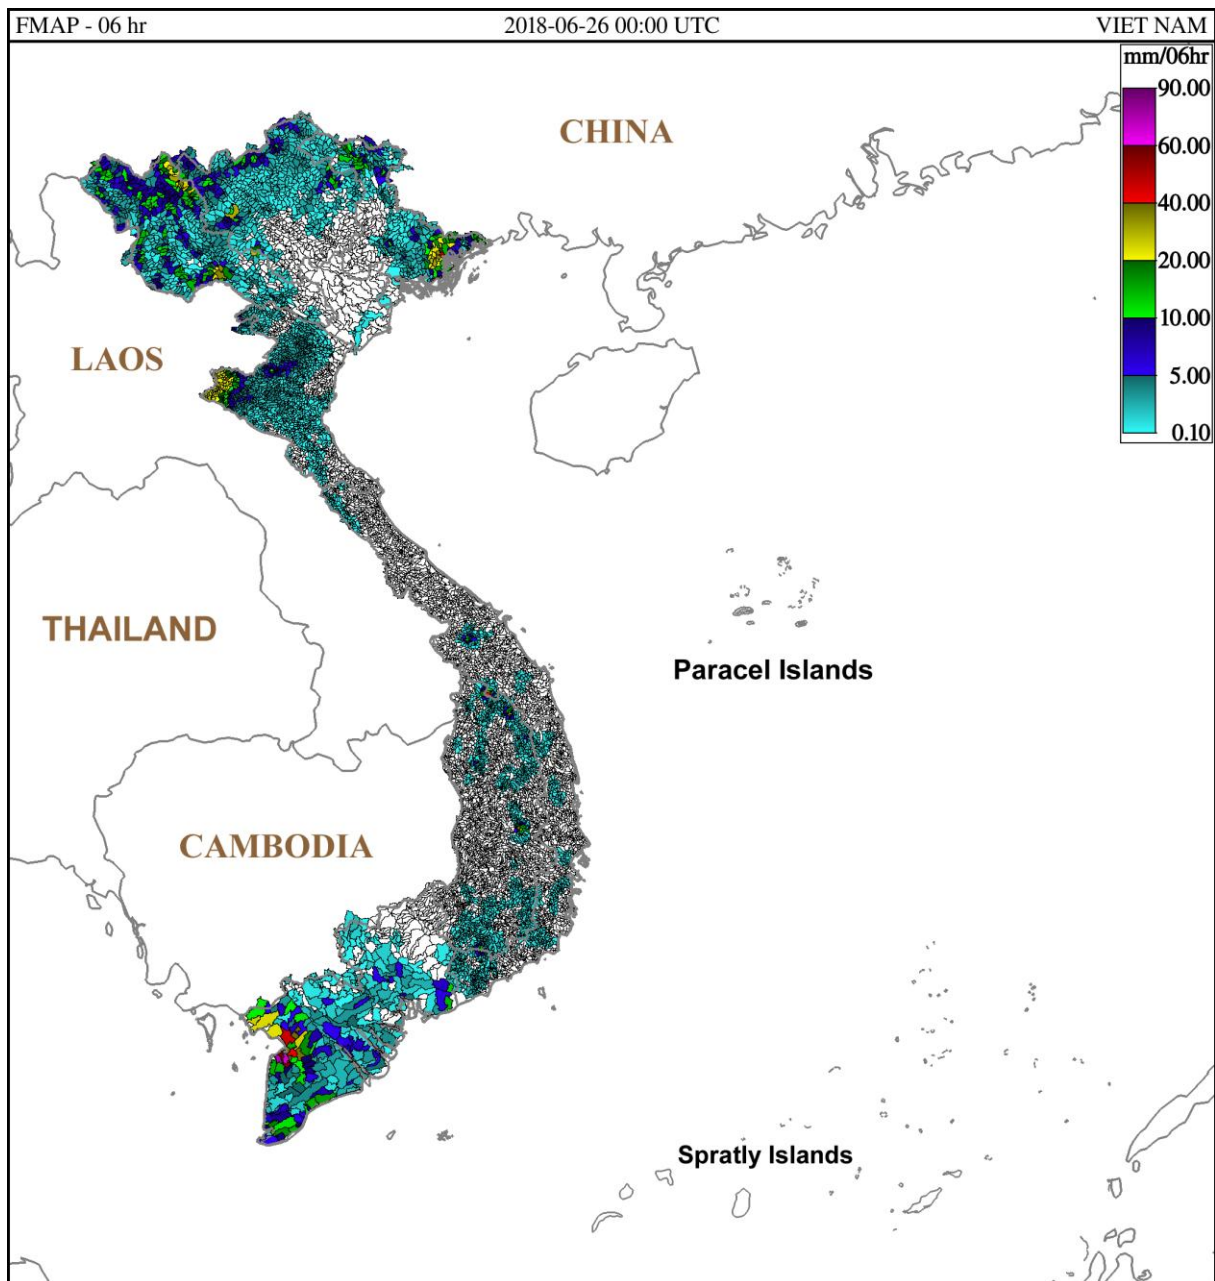 FMAP - 06 hr 2018-06-26 00:00 UTC VIET NAM
mm/06hr
90.00
CHINA
60.00
40.00
20.00
10.00
LAOS
5.00
0.10
THAILAND
Paracel Islands
CAMBODIA
Spratly Islands